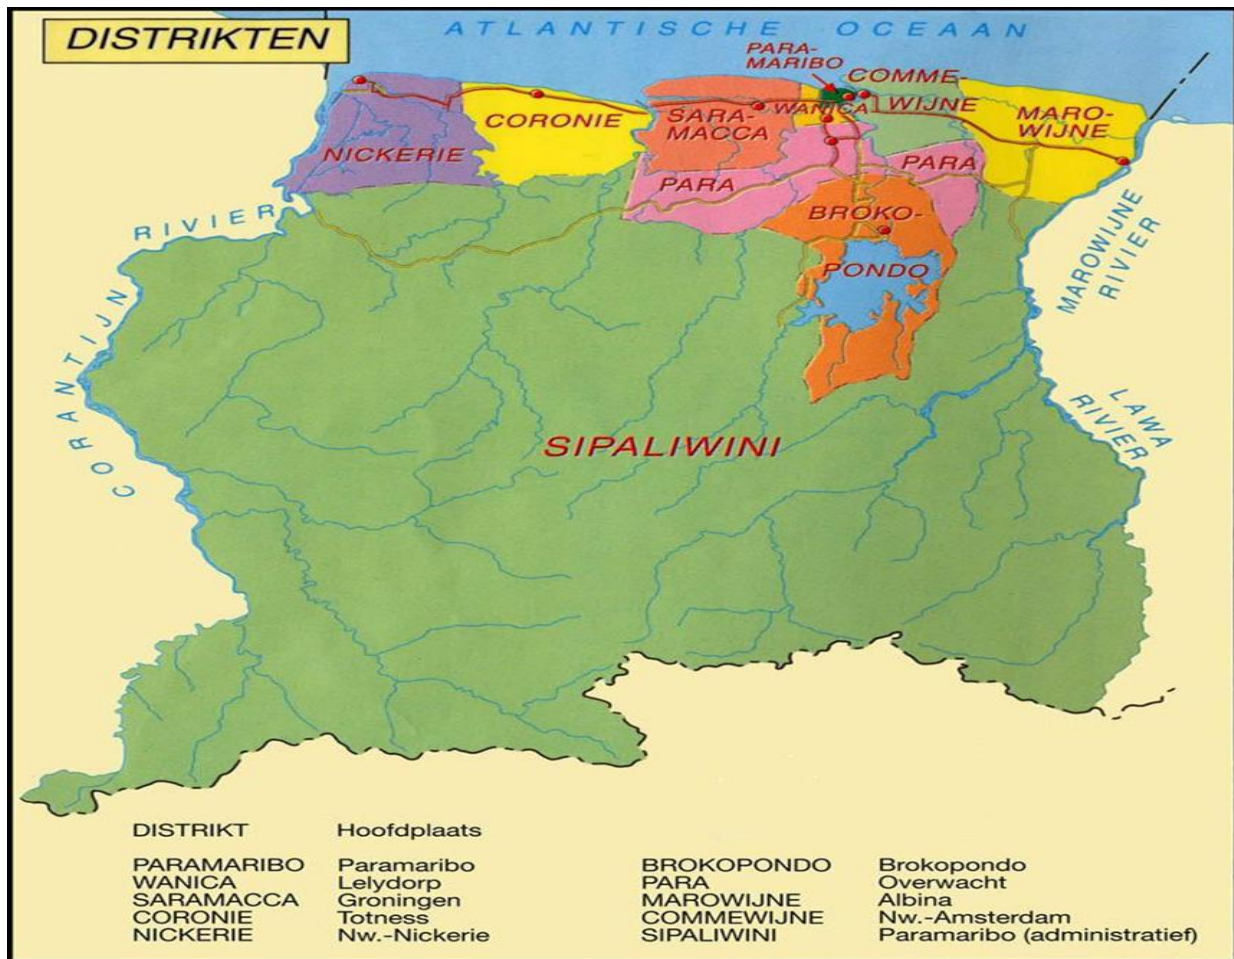 DISTRIKTEN
ATLANTISCHE OCEAAN
PARA-
MARIBO
COMME-
WIJNE
WANICA
MARO-
WIJNE
CORONIE
SARA-
MACCA
NICKERIE
PARA
PARA
BROKO-
PONDO
CORANTIJN RIVIER
MAROWIJNE
RIVIER
LAWA
RIVIER
SIPALIWINI
DISTRIKT Hoofdplaats
PARAMARIBO Paramaribo
WANICA Lelydorp
SARAMACCA Groningen
CORONIE Totness
NICKERIE Nw.-Nickerie
BROKOPONDO Brokopondo
PARA Overwacht
MAROWIJNE Albina
COMMEWIJNE Nw.-Amsterdam
SIPALIWINI Paramaribo (administratief)